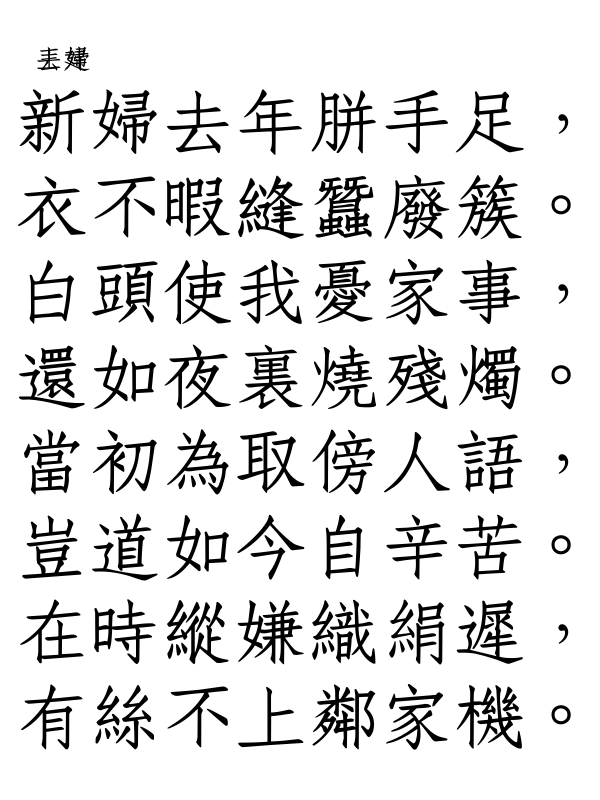 新婦去年胼手足，
衣不暇縫蠶廢簇。
白頭使我憂家事，
還如夜裏燒殘燭。
當初為取傍人語，
豈道如今自辛苦。
在時縱嫌織絹遲，
有絲不上鄰家機。